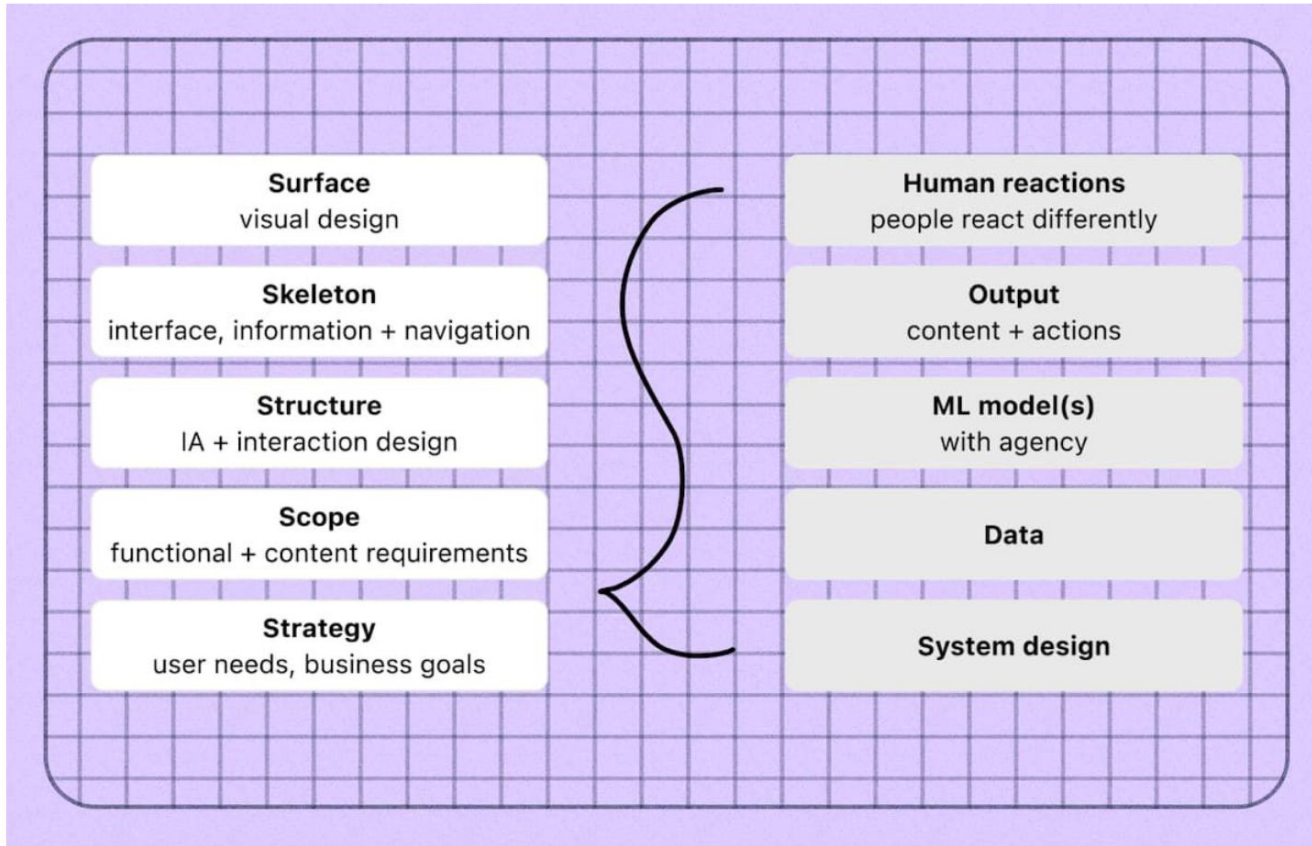 Surface
visual design
Skeleton
interface, information + navigation
Structure
IA + interaction design
Scope
functional + content requirements
Strategy
user needs, business goals
Human reactions
people react differently
Output
content + actions
ML model(s)
with agency
Data
System design